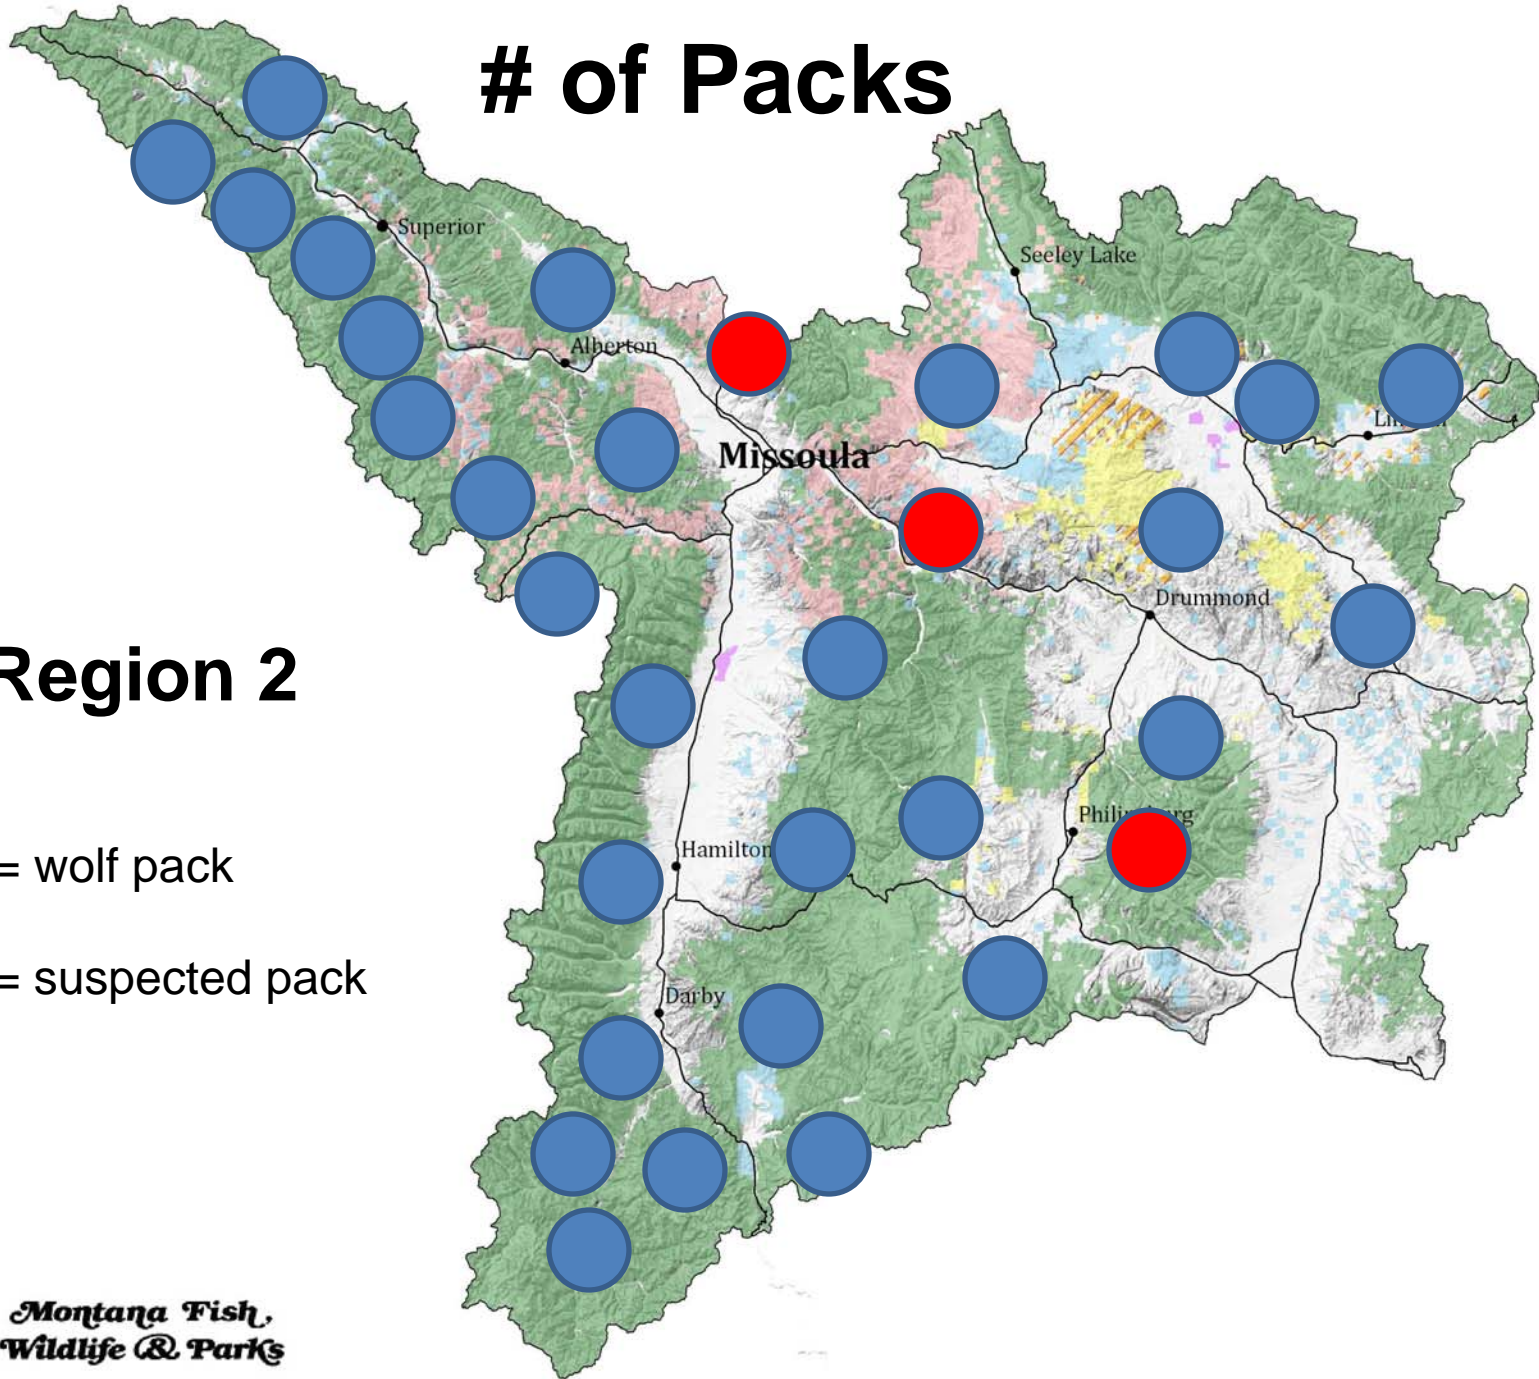 # of Packs
Superior
Seeley Lake
Alberton
Missoula
Drummond
Region 2
Hamilton
= wolf pack
= suspected pack
Darby
Montana Fish,
Wildlife & Parks